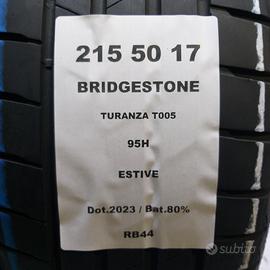 215 50 17
BRIDGESTONE
TURANZA T005
95H
ESTIVE
Dot.2023 / Bat.80%
RB44
subito